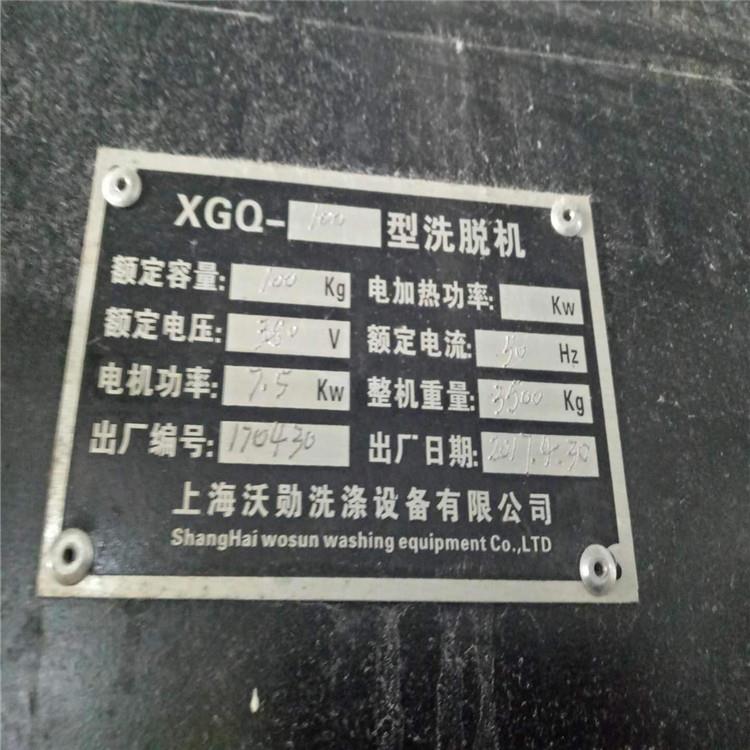 XGQ-100型洗脱机
额定容量: 100 Kg 电加热功率: Kw
额定电压: 380 V 额定电流: 50 Hz
电机功率: 7.5 Kw 整机重量: 3500 Kg
出厂编号: 170430 出厂日期: 2017.4.30
上海沃勋洗涤设备有限公司
ShangHai wosun washing equipment Co.,LTD